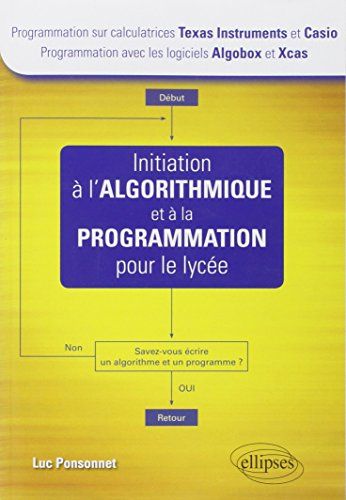 Programmation sur calculatrices Texas Instruments et Casio
Programmation avec les logiciels Algobox et Xcas
Début
Initiation
à l'ALGORITHMIQUE
et à la
PROGRAMMATION
pour le lycée
Non
Savez-vous écrire
un algorithme et un programme ?
OUI
Retour
Luc Ponsonnet
ellipses